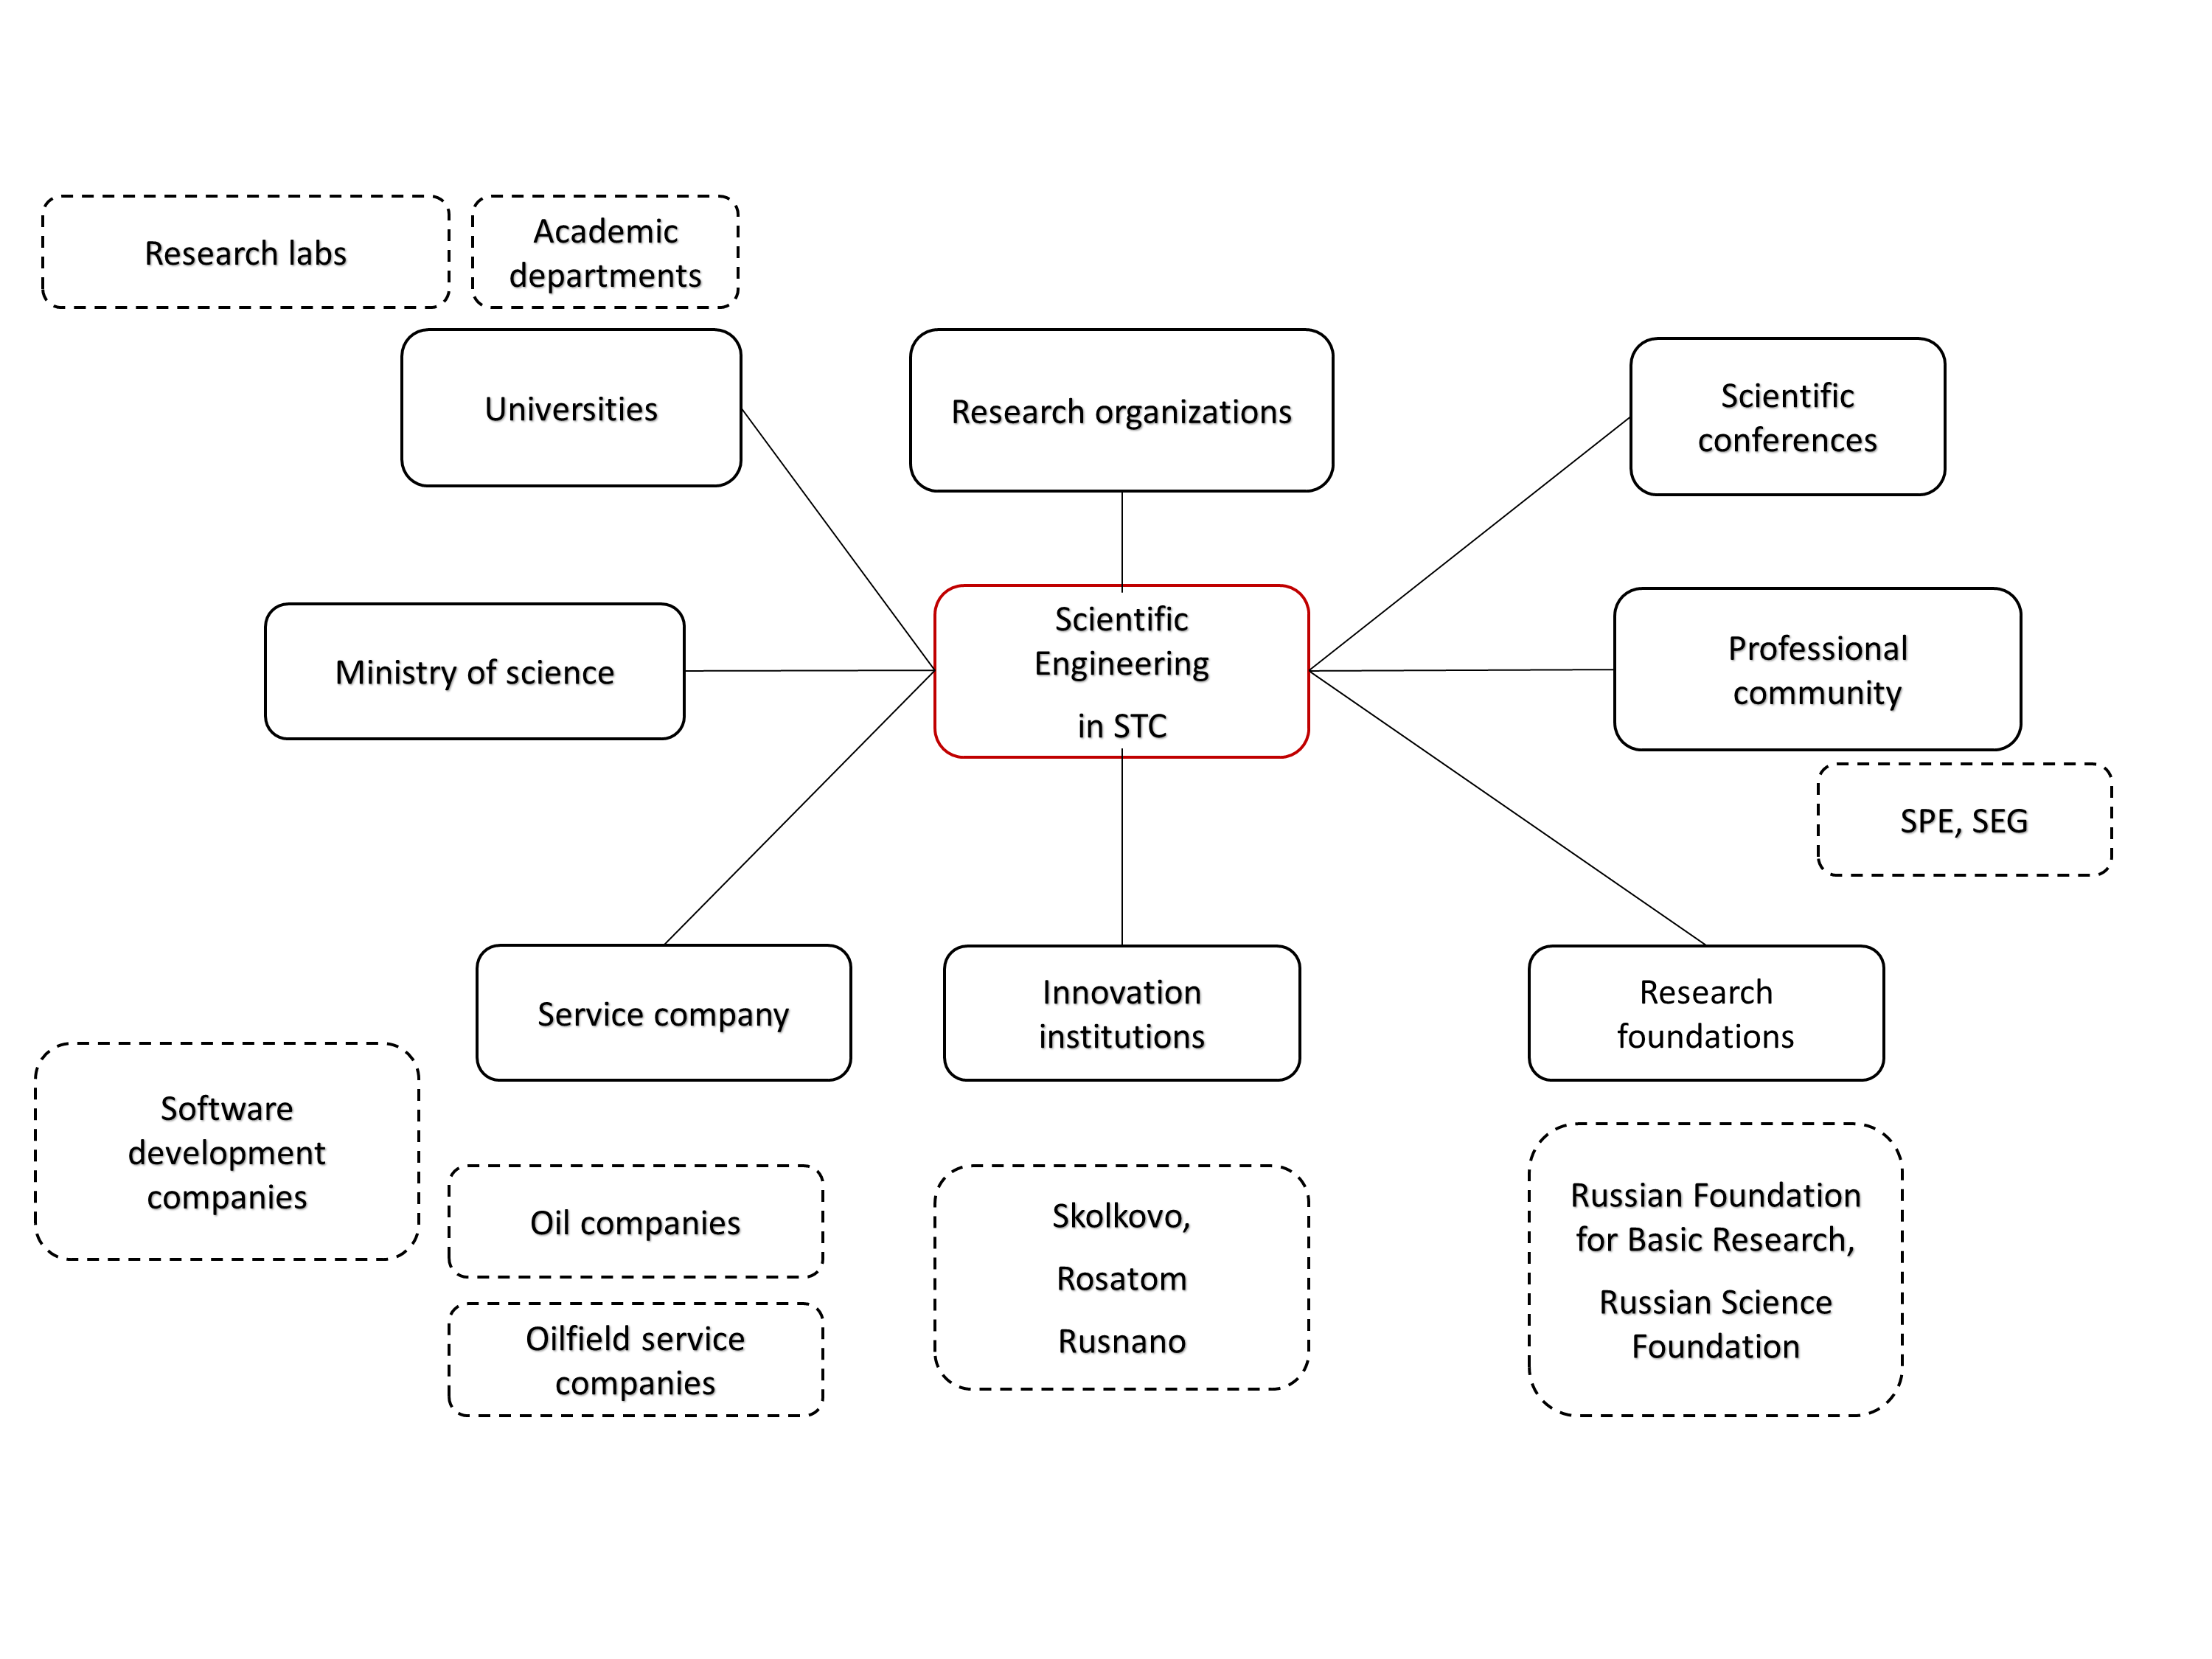 Research labs
Academic
departments
Universities
Research organizations
Scientific
conferences
Ministry of science
Scientific
Engineering
in STC
Professional
community
SPE, SEG
Service company
Innovation
institutions
Research
foundations
Software
development
companies
Oil companies
Oilfield service
companies
Skolkovo,
Rosatom
Rusnano
Russian Foundation
for Basic Research,
Russian Science
Foundation